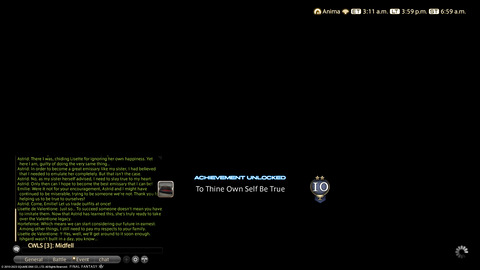 Anima ET 3:11 a.m. LT 3:59 p.m. ST 6:59 a.m.
Astrid: There I was, chiding Lisette for ignoring her own happiness. Yet
here I am, guilty of doing the very same thing...
Astrid: In order to become a great emissary like my sister, I had believed
that I needed to emulate her completely. But that isn't the case.
Astrid: No, as my sister herself advised, I need to stay true to my heart.
Astrid: Only then can I hope to become the best emissary that I can be!
Emilie: Were it not for your encouragement, Astrid and I might have
continued to be miserable, trying to be someone we're not. Thank you for
helping us to be true to ourselves!
Astrid: Come, Emilie! Let us trade outfits at once!
Lisette de Valentione: Just so... To succeed someone doesn't mean you have
to imitate them. Now that Astrid has learned this, she's truly ready to take
over the Valentione legacy.
Hortefense: Which means we can start considering our future in earnest.
Among other things, I still need to pay my respects to your family.
Lisette de Valentione: Y-Yes, well, we'll get around to it soon enough.
Ishgard wasn't built in a day, you know...
ACHIEVEMENT UNLOCKED
To Thine Own Self Be True
10
CWLS [3]: Midfell
General Battle Event chat
FINAL FANTASY XIV